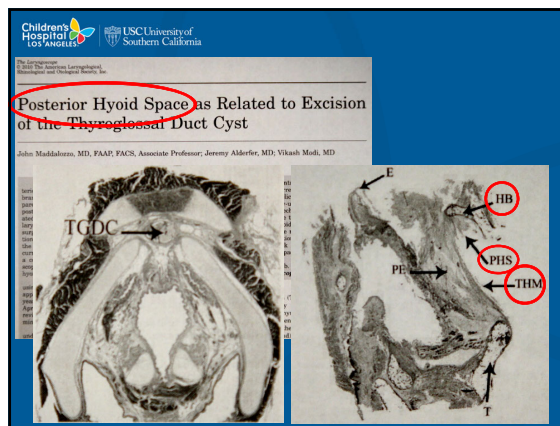 Children's
Hospital
LOS ANGELES
USC University of
Southern California
The Laryngoscope
© 2010 The American Laryngological,
Rhinological and Otological Society, Inc.
Posterior Hyoid Space as Related to Excision
of the Thyroglossal Duct Cyst
John Maddalozzo, MD, FAAP, FACS, Associate Professor; Jeremy Alderfer, MD; Vikash Modi, MD
TGDC
E
HB
PHS
PE
THM
T